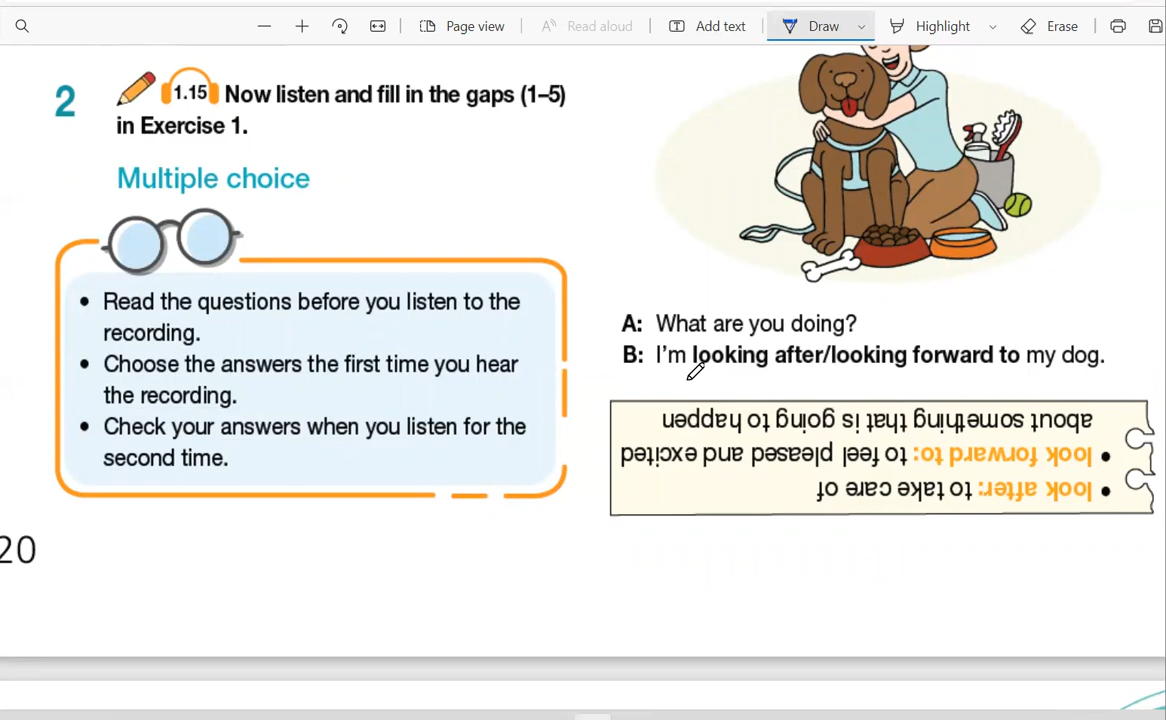 Page view
Read aloud
Add text
Draw
Highlight
Erase
2
1.15 Now listen and fill in the gaps (1–5)
in Exercise 1.
Multiple choice
• Read the questions before you listen to the
recording.
• Choose the answers the first time you hear
the recording.
• Check your answers when you listen for the
second time.
20
A: What are you doing?
B: I'm looking after/looking forward to my dog.
• look after: to take care of
• look forward to: to feel pleased and excited
about something that is going to happen